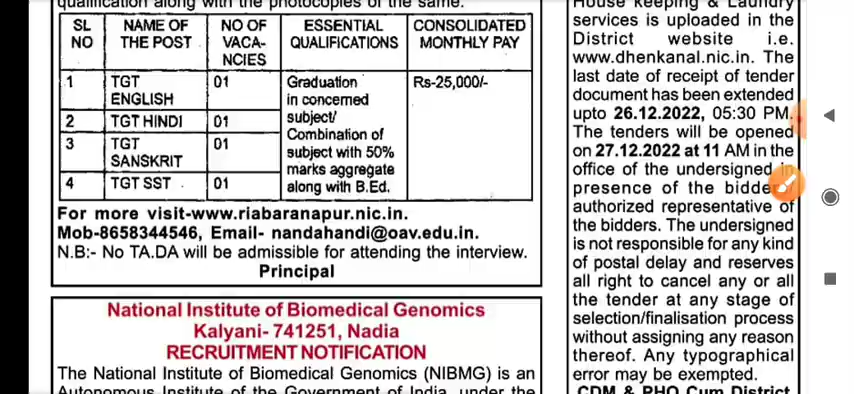 qualification along with the photocopies of the same.
SL NO NAME OF THE POST NO OF VACA-NCIES ESSENTIAL QUALIFICATIONS CONSOLIDATED MONTHLY PAY
1 TGT ENGLISH 01 Graduation in concerned subject/ Combination of subject with 50% marks aggregate along with B.Ed. Rs-25,000/-
2 TGT HINDI 01
3 TGT SANSKRIT 01
4 TGT SST 01
For more visit-www.riabaranapur.nic.in.
Mob-8658344546, Email- nandahandi@oav.edu.in.
N.B:- No TA.DA will be admissible for attending the interview.
Principal
National Institute of Biomedical Genomics
Kalyani- 741251, Nadia
RECRUITMENT NOTIFICATION
The National Institute of Biomedical Genomics (NIBMG) is an
Autonomous Institute of the Government of India, under the
House keeping & Laundry
services is uploaded in the
District website i.e.
www.dhenkanal.nic.in. The
last date of receipt of tender
document has been extended
upto 26.12.2022, 05:30 PM.
The tenders will be opened
on 27.12.2022 at 11 AM in the
office of the undersigned in
presence of the bidder/
authorized representative of
the bidders. The undersigned
is not responsible for any kind
of postal delay and reserves
all right to cancel any or all
the tender at any stage of
selection/finalisation process
without assigning any reason
thereof. Any typographical
error may be exempted.
CDM & PHO Cum District